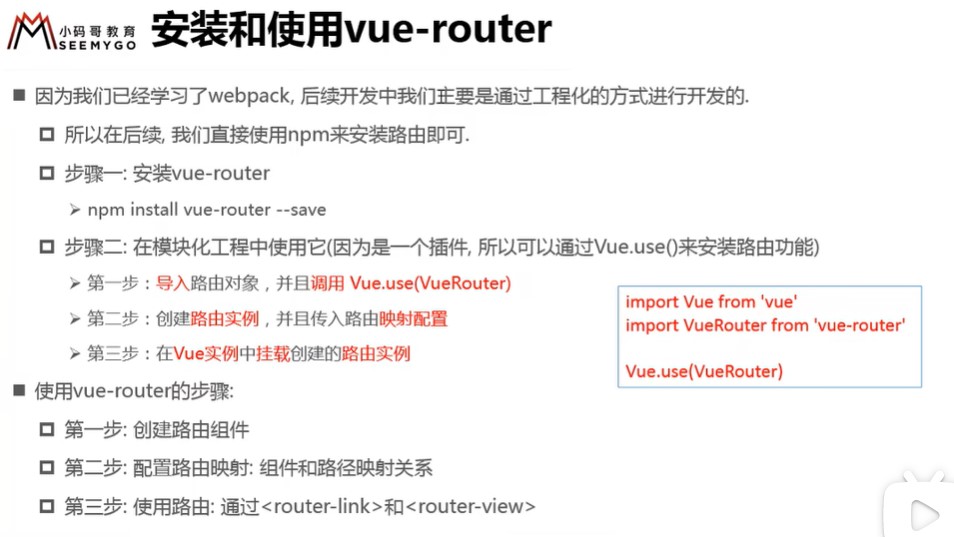 小码哥教育
SEEMYGO
安装和使用vue-router
因为我们已经学习了webpack, 后续开发中我们主要是通过工程化的方式进行开发的.
所以在后续, 我们直接使用npm来安装路由即可.
步骤一: 安装vue-router
npm install vue-router --save
步骤二: 在模块化工程中使用它(因为是一个插件, 所以可以通过Vue.use()来安装路由功能)
第一步：导入路由对象，并且调用 Vue.use(VueRouter)
第二步：创建路由实例，并且传入路由映射配置
第三步：在Vue实例中挂载创建的路由实例
import Vue from 'vue'
import VueRouter from 'vue-router'
Vue.use(VueRouter)
使用vue-router的步骤:
第一步: 创建路由组件
第二步: 配置路由映射: 组件和路径映射关系
第三步: 使用路由: 通过<router-link>和<router-view>